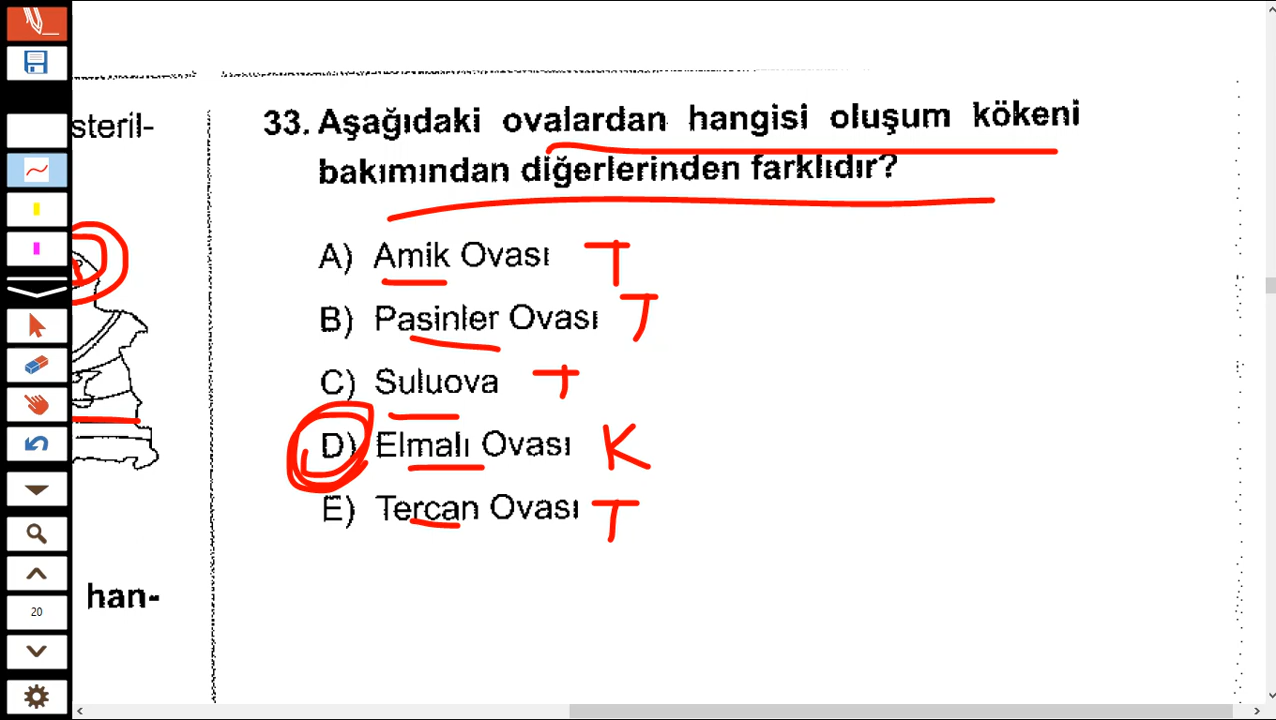 steril-
33. Aşağıdaki ovalardan hangisi oluşum kökeni
bakımından diğerlerinden farklıdır?
A) Amik Ovası T
B) Pasinler Ovası T
C) Suluova T
D) Elmalı Ovası K
E) Tercan Ovası T
han-
20